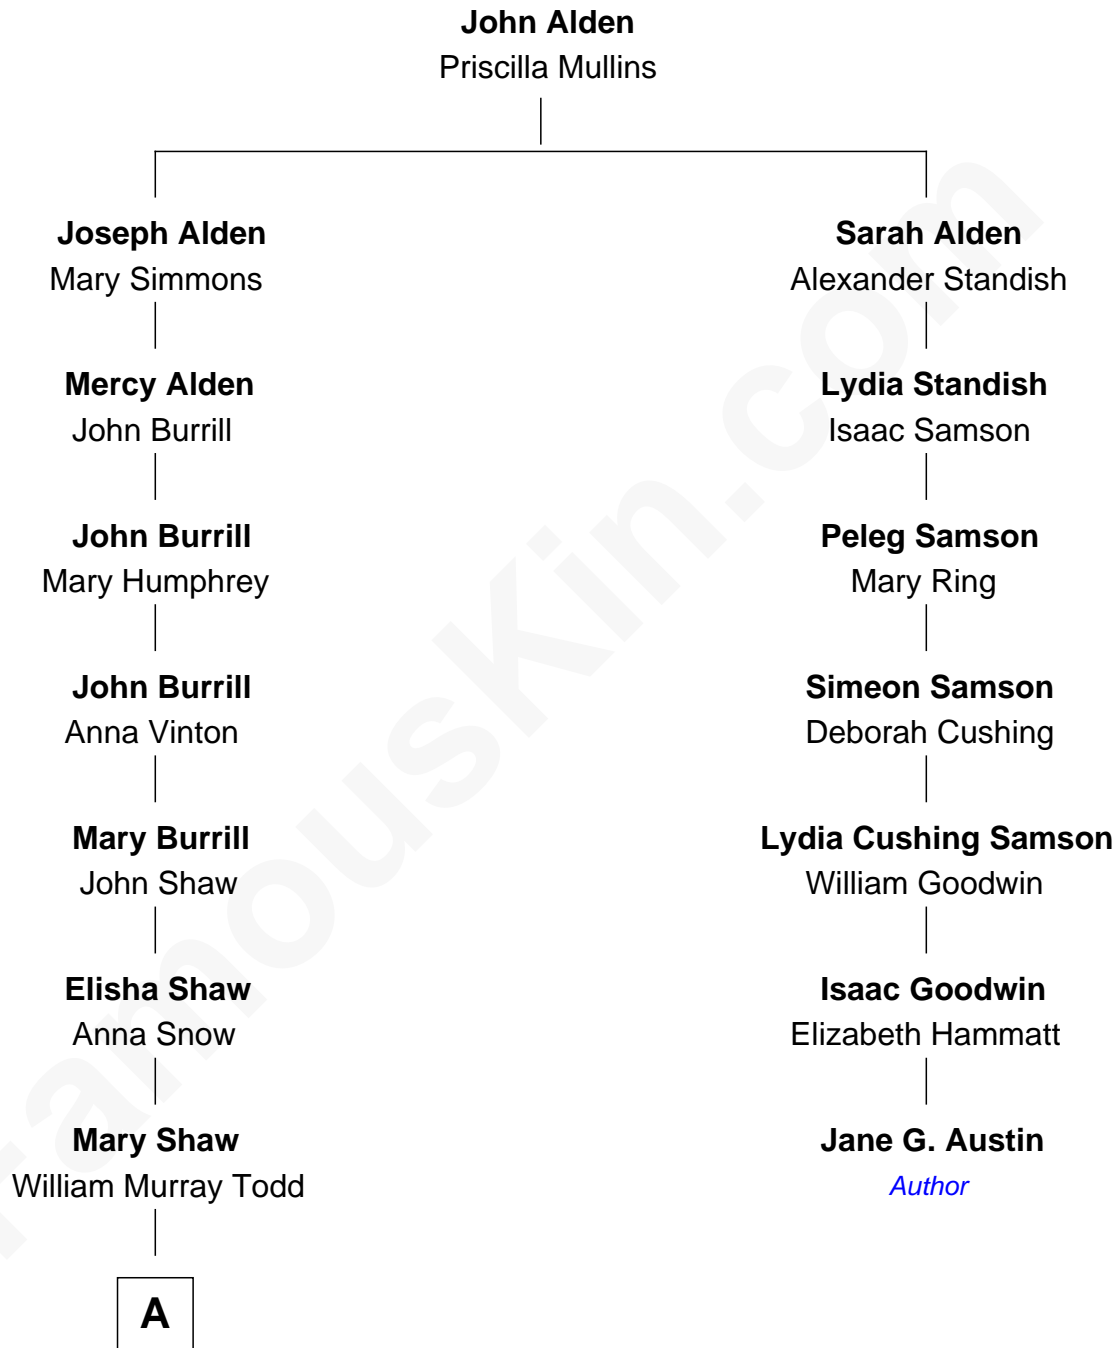 John Alden
Priscilla Mullins
Joseph Alden
Mary Simmons
Sarah Alden
Alexander Standish
Mercy Alden
John Burrill
Lydia Standish
Isaac Samson
John Burrill
Mary Humphrey
Peleg Samson
Mary Ring
John Burrill
Anna Vinton
Simeon Samson
Deborah Cushing
Mary Burrill
John Shaw
Lydia Cushing Samson
William Goodwin
Elisha Shaw
Anna Snow
Isaac Goodwin
Elizabeth Hammatt
Mary Shaw
William Murray Todd
Jane G. Austin
Author
A
FamousKin.com